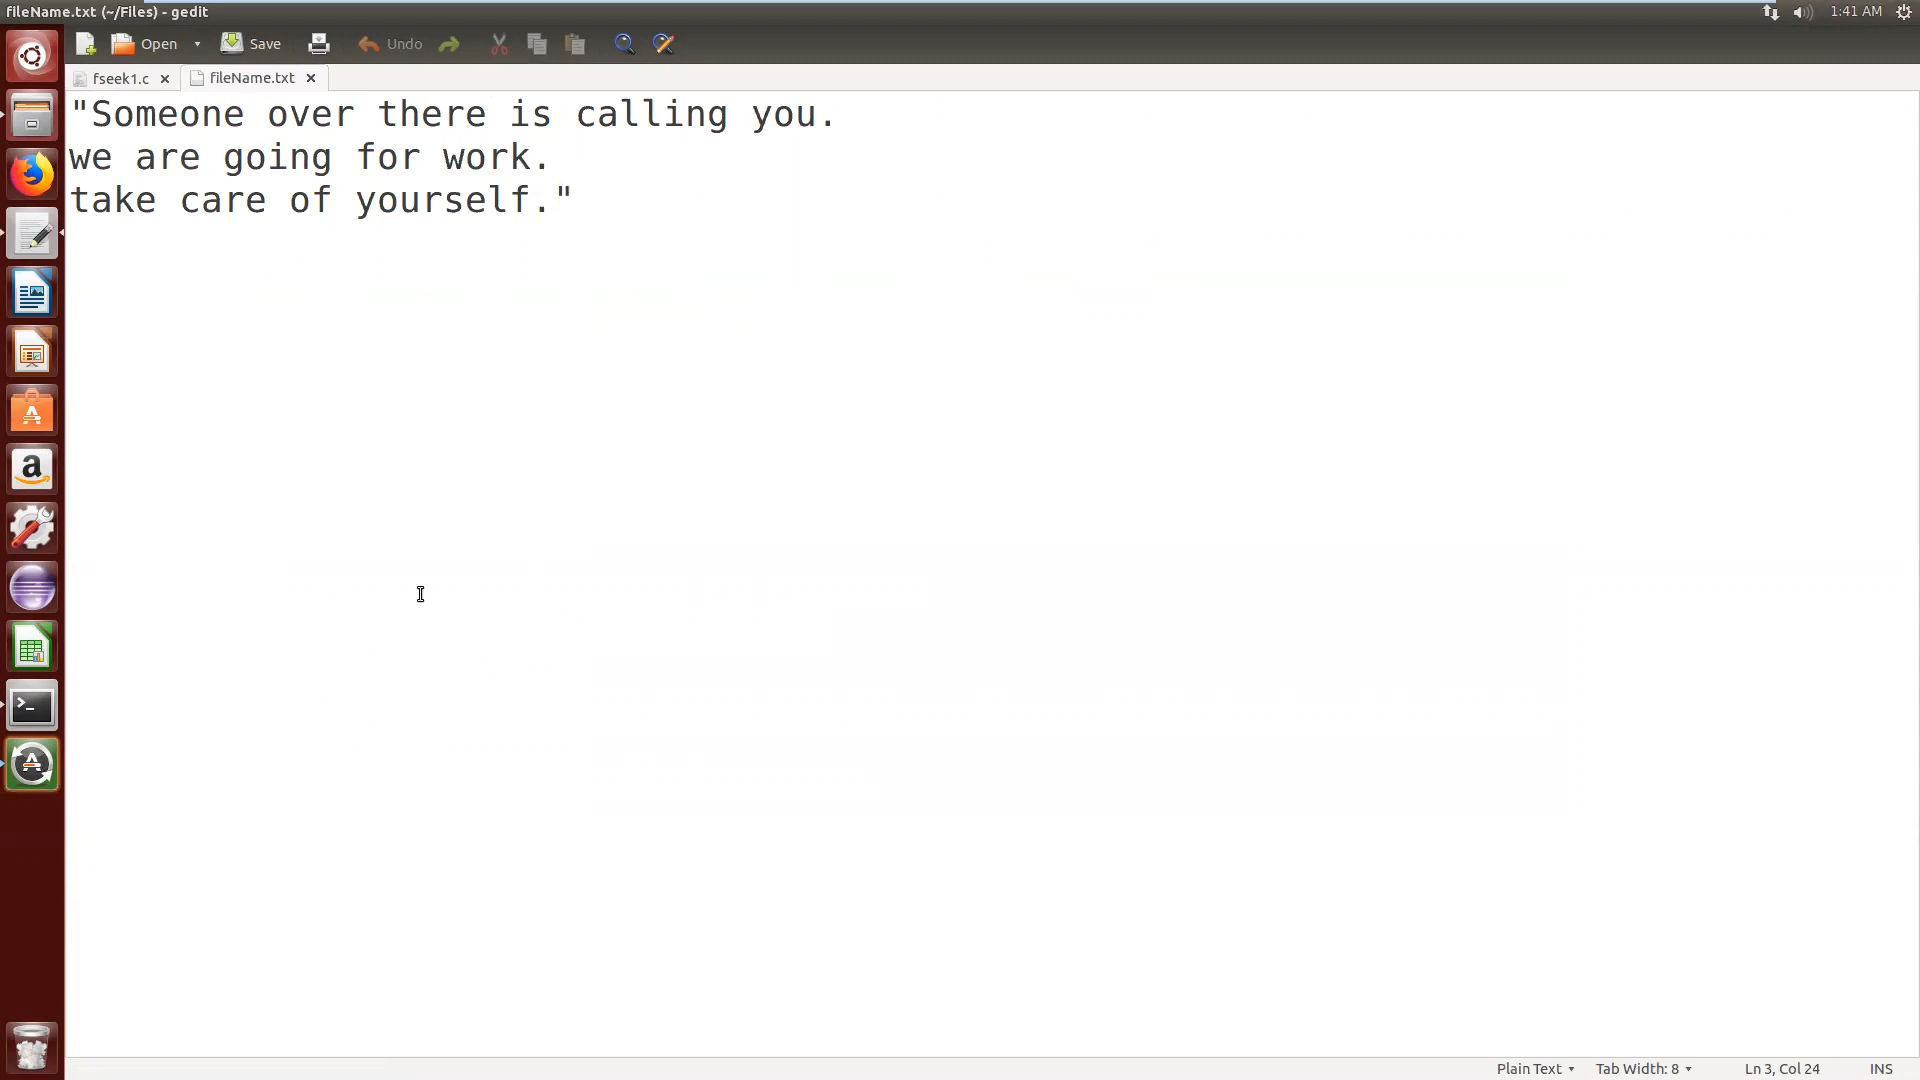 fileName.txt (~/Files) - gedit
1:41 AM
Open
Save
Undo
fseek1.c
fileName.txt
"Someone over there is calling you.
we are going for work.
take care of yourself."
Plain Text
Tab Width: 8
Ln 3, Col 24
INS